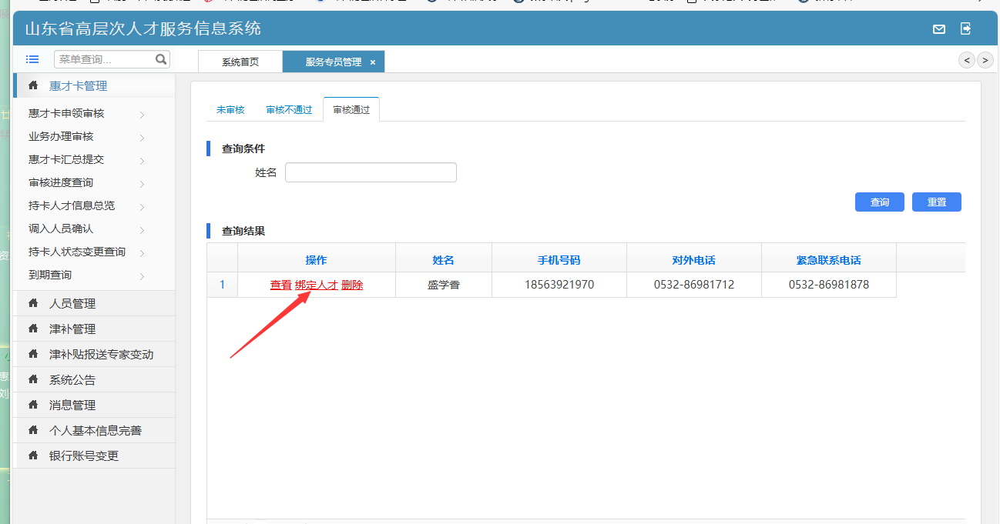 山东省高层次人才服务信息系统
菜单查询...
系统首页
服务专员管理 ×
< >
惠才卡管理
惠才卡申领审核
业务办理审核
惠才卡汇总提交
审核进度查询
持卡人才信息总览
调入人员确认
持卡人状态变更查询
到期查询
人员管理
津补管理
津补贴报送专家变动
系统公告
消息管理
个人基本信息完善
银行账号变更
未审核 审核不通过 审核通过
查询条件
姓名
查询 重置
查询结果
操作 姓名 手机号码 对外电话 紧急联系电话
1 查看 绑定人才 删除 盛学香 18563921970 0532-86981712 0532-86981878